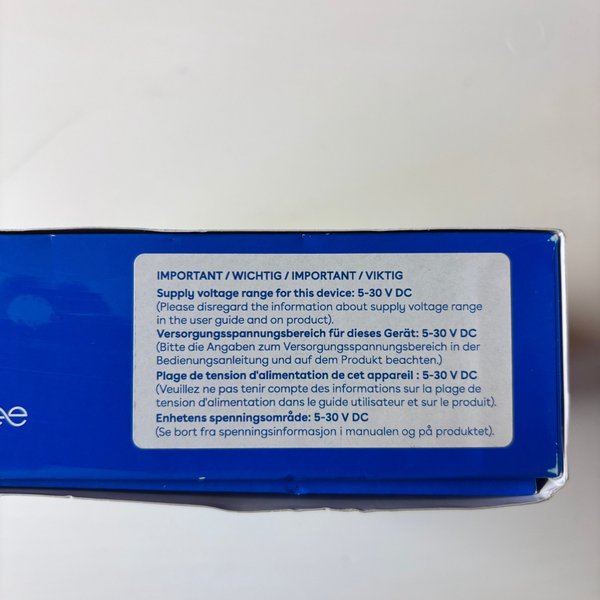 IMPORTANT / WICHTIG / IMPORTANT / VIKTIG
Supply voltage range for this device: 5-30 V DC
(Please disregard the information about supply voltage range
in the user guide and on product).
Versorgungsspannungsbereich für dieses Gerät: 5-30 V DC
(Bitte die Angaben zum Versorgungsspannungsbereich in der
Bedienungsanleitung und auf dem Produkt beachten.)
Plage de tension d'alimentation de cet appareil : 5-30 V DC
(Veuillez ne pas tenir compte des informations sur la plage de
tension d'alimentation dans le guide utilisateur et sur le produit).
Enhetens spenningsområde: 5-30 V DC
(Se bort fra spenningsinformasjon i manualen og på produktet).